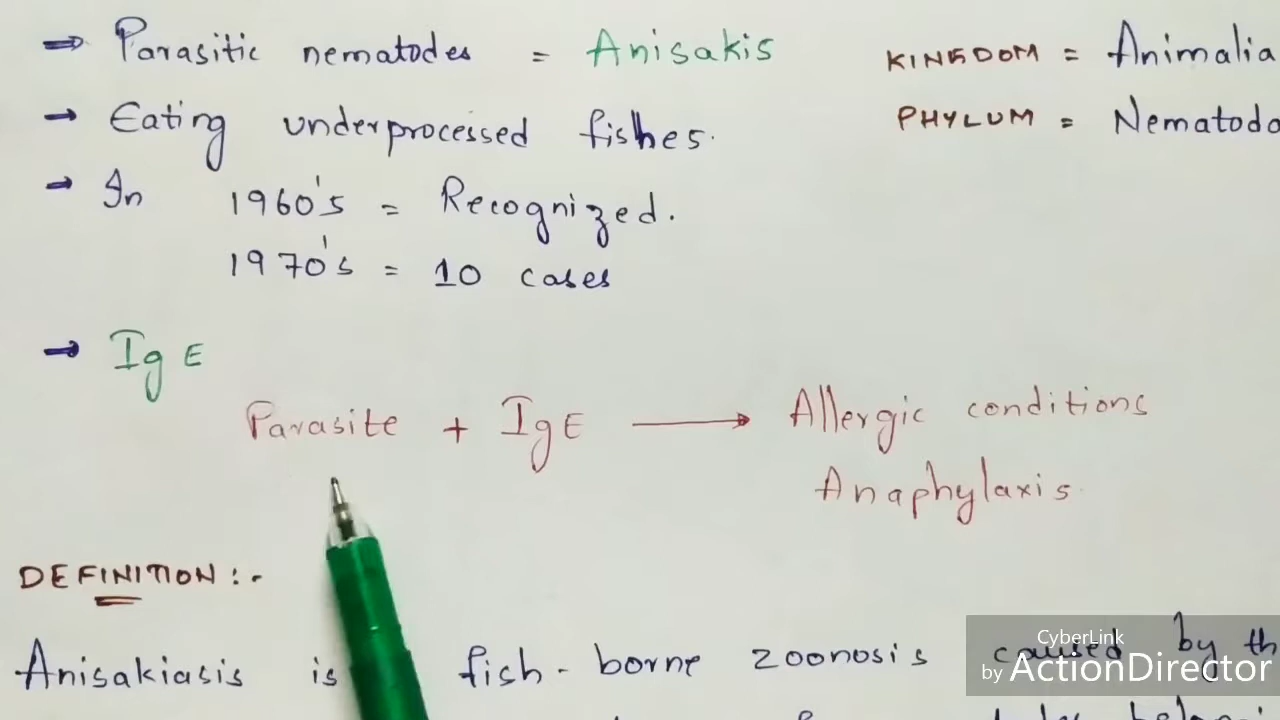 → Parasitic nematodes = Anisakis
KINGDOM = Animalia
→ Eating underprocessed fishes.
PHYLUM = Nematoda
→ In 1960's = Recognized.
1970's = 10 cases
→ IgE
Parasite + IgE → Allergic conditions
Anaphylaxis
DEFINITION :-
Anisakiasis is fish-borne zoonosis caused by th
CyberLink
by ActionDirector